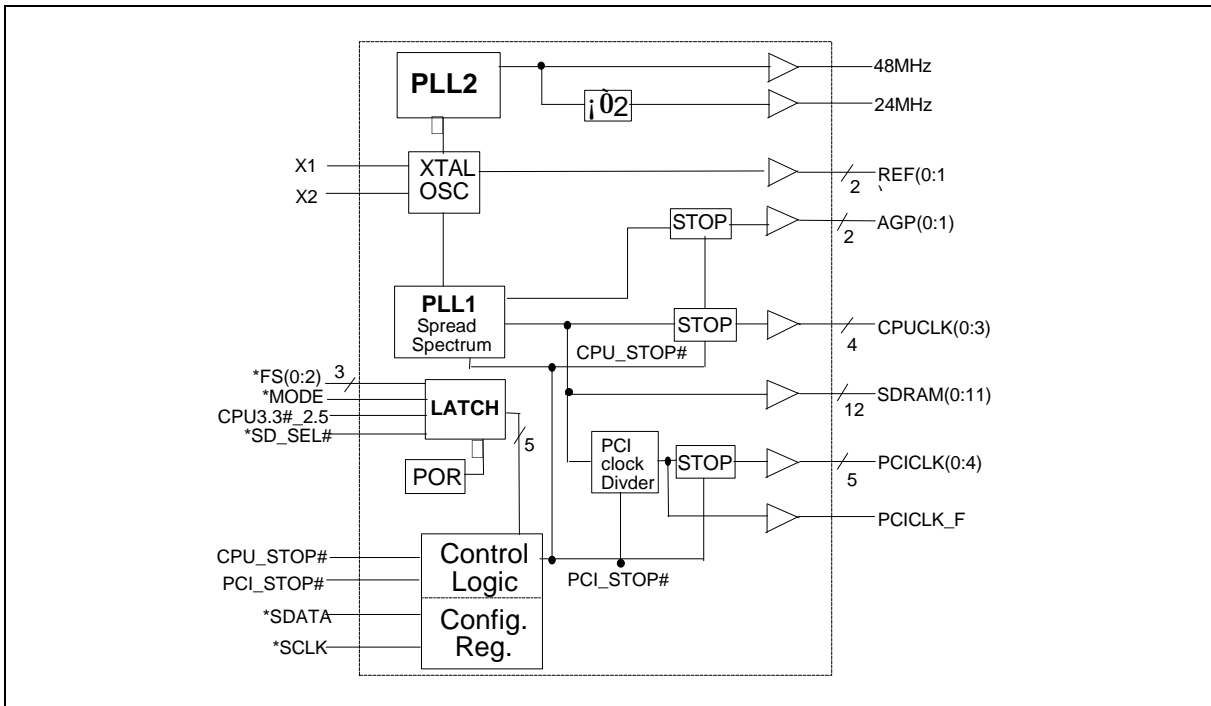 PLL2
48MHz
¡Ò2
24MHz
X1
X2
XTAL
OSC
2
REF(0:1
STOP
2
AGP(0:1)
PLL1
Spread
Spectrum
STOP
4
CPUCLK(0:3)
CPU_STOP#
*FS(0:2)
3
*MODE
CPU3.3#_2.5
*SD_SEL#
LATCH
5
12
SDRAM(0:11)
POR
PCI
clock
Divder
STOP
5
PCICLK(0:4)
PCICLK_F
CPU_STOP#
PCI_STOP#
*SDATA
*SCLK
Control
Logic
Config.
Reg.
PCI_STOP#